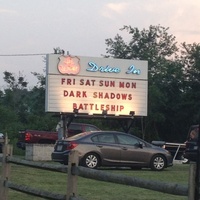 Drive In
FRI SAT SUN MON
DARK SHADOWS
BATTLESHIP